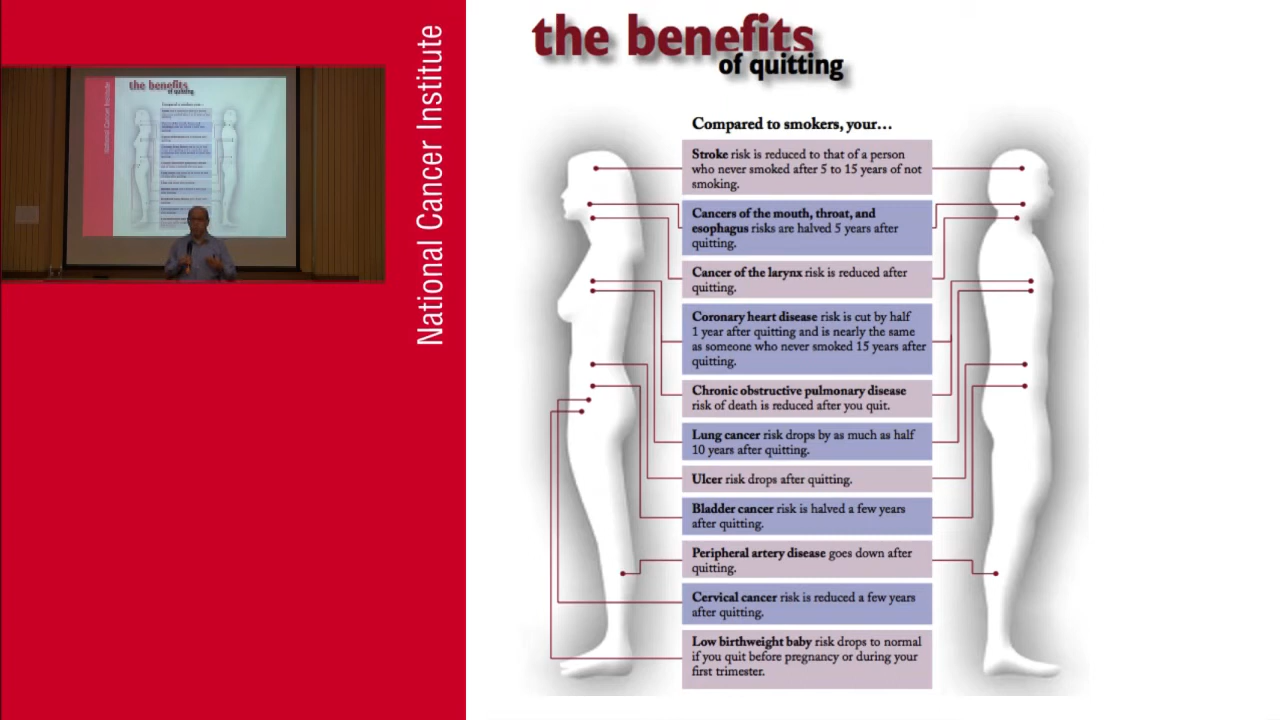 National Cancer Institute
the benefits
of quitting
Compared to smokers, your...
Stroke risk is reduced to that of a person
who never smoked after 5 to 15 years of not
smoking.
Cancers of the mouth, throat, and
esophagus risks are halved 5 years after
quitting.
Cancer of the larynx risk is reduced after
quitting.
Coronary heart disease risk is cut by half
1 year after quitting and is nearly the same
as someone who never smoked 15 years after
quitting.
Chronic obstructive pulmonary disease
risk of death is reduced after you quit.
Lung cancer risk drops by as much as half
10 years after quitting.
Ulcer risk drops after quitting.
Bladder cancer risk is halved a few years
after quitting.
Peripheral artery disease goes down after
quitting.
Cervical cancer risk is reduced a few years
after quitting.
Low birthweight baby risk drops to normal
if you quit before pregnancy or during your
first trimester.
the benefits
of quitting
National Cancer Institute